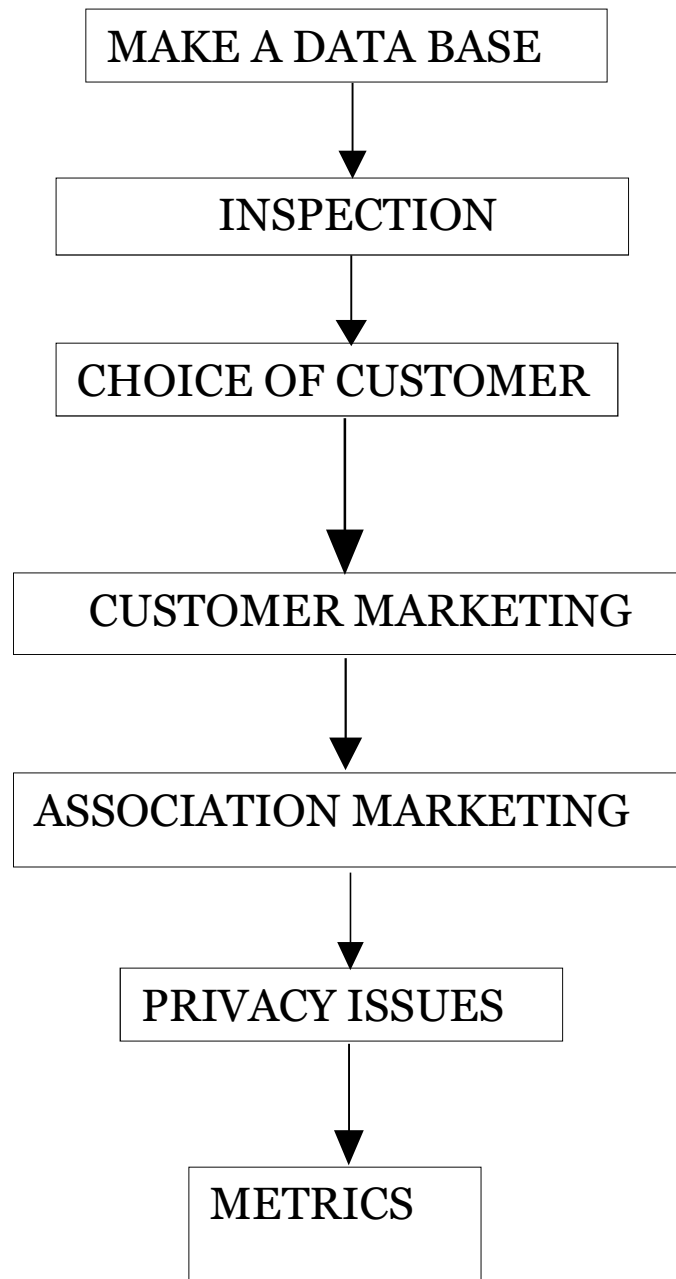 MAKE A DATA BASE
INSPECTION
CHOICE OF CUSTOMER
CUSTOMER MARKETING
ASSOCIATION MARKETING
PRIVACY ISSUES
METRICS